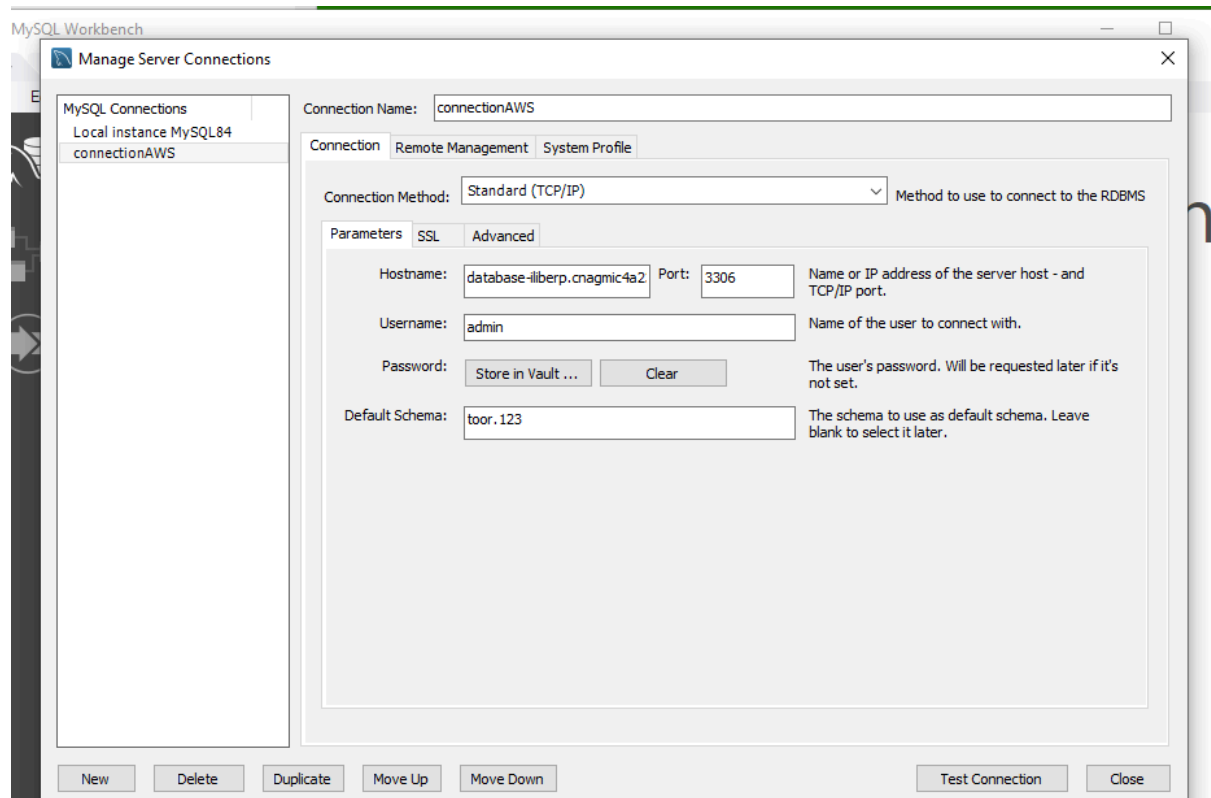 MySQL Workbench
Manage Server Connections
MySQL Connections
Local instance MySQL84
connectionAWS
Connection Name: connectionAWS
Connection Remote Management System Profile
Connection Method: Standard (TCP/IP) Method to use to connect to the RDBMS
Parameters SSL Advanced
Hostname: database-iliberp.cnagmic4a2 Port: 3306 Name or IP address of the server host - and
TCP/IP port.
Username: admin Name of the user to connect with.
Password: Store in Vault ... Clear The user's password. Will be requested later if it's
not set.
Default Schema: toor.123 The schema to use as default schema. Leave
blank to select it later.
New Delete Duplicate Move Up Move Down Test Connection Close